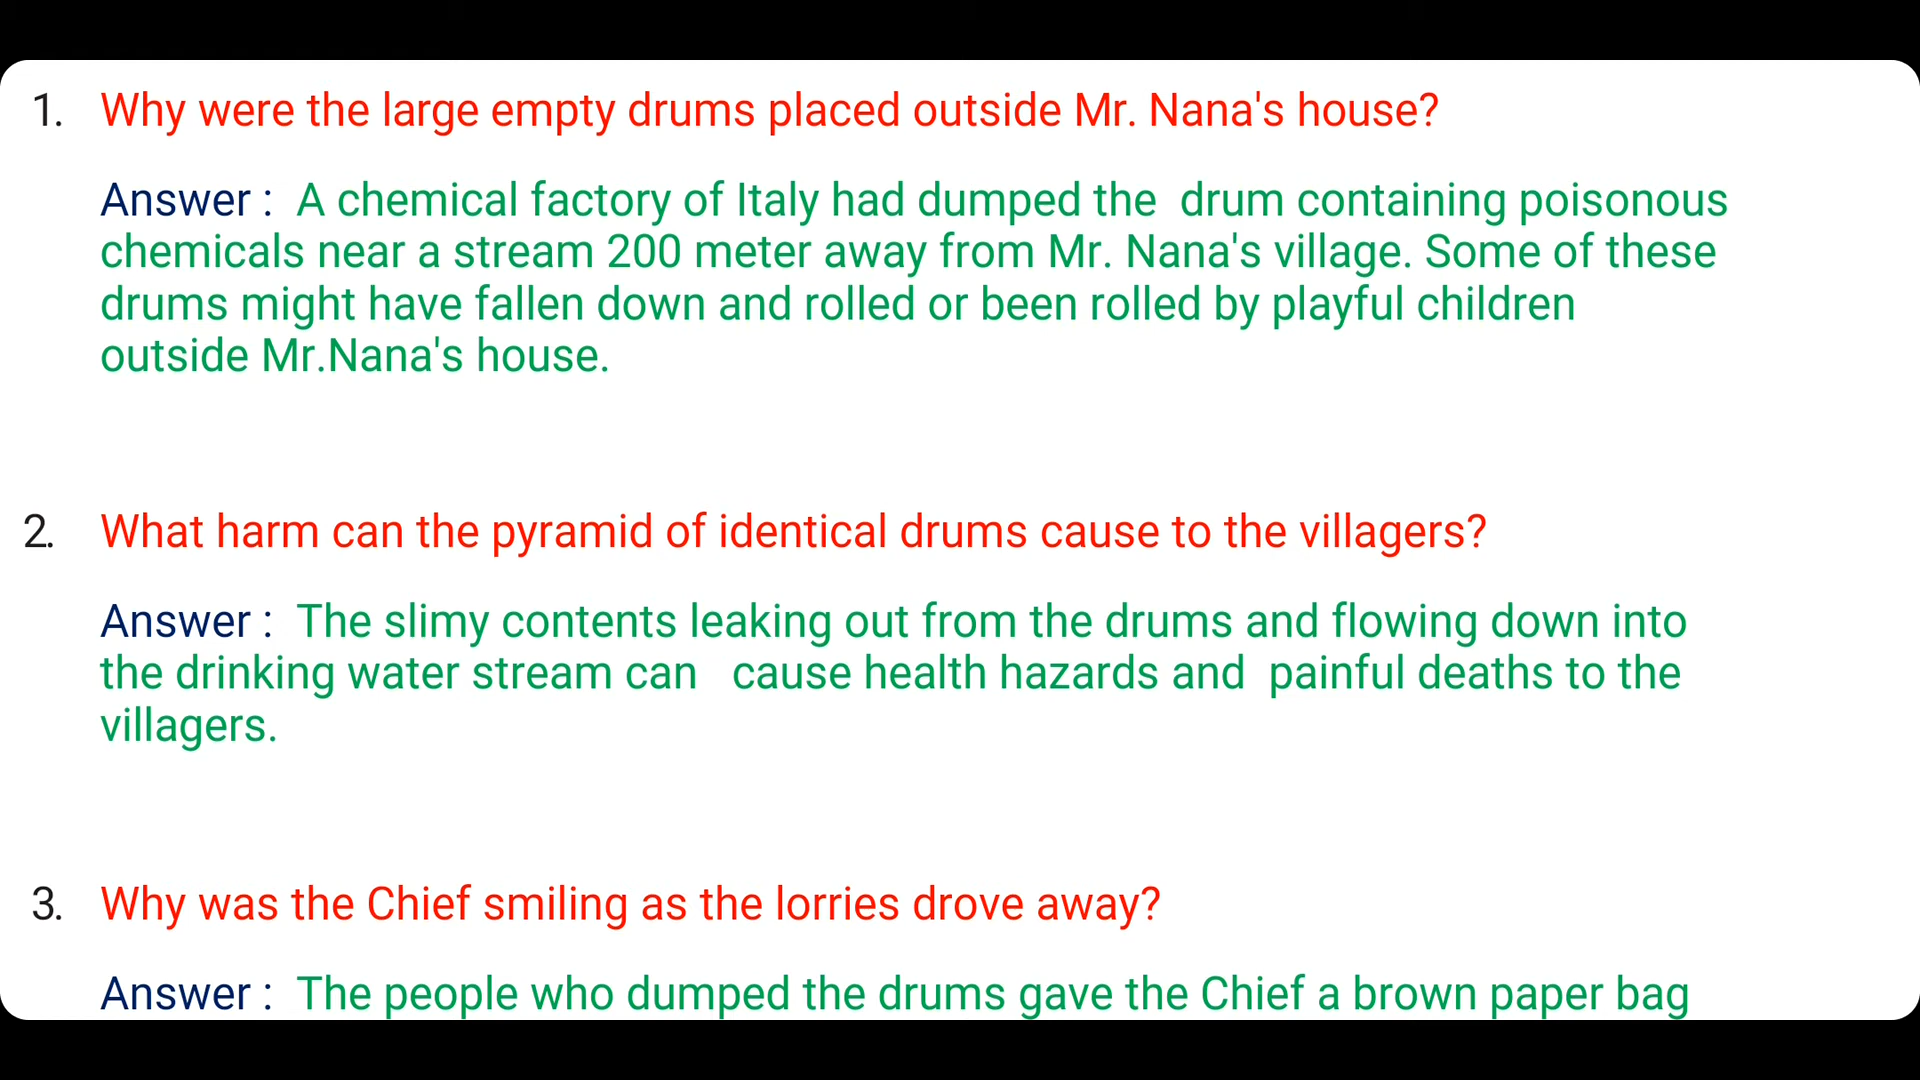 1. Why were the large empty drums placed outside Mr. Nana's house?
Answer : A chemical factory of Italy had dumped the drum containing poisonous
chemicals near a stream 200 meter away from Mr. Nana's village. Some of these
drums might have fallen down and rolled or been rolled by playful children
outside Mr.Nana's house.
2. What harm can the pyramid of identical drums cause to the villagers?
Answer : The slimy contents leaking out from the drums and flowing down into
the drinking water stream can cause health hazards and painful deaths to the
villagers.
3. Why was the Chief smiling as the lorries drove away?
Answer : The people who dumped the drums gave the Chief a brown paper bag